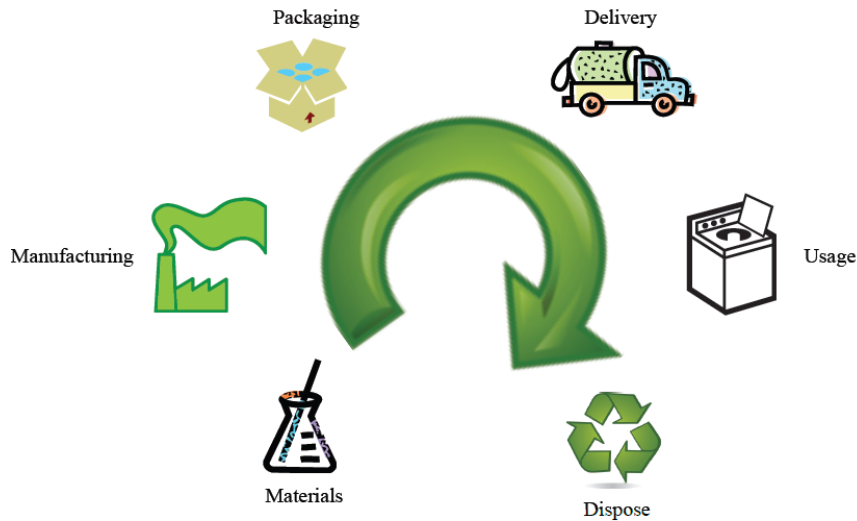 Packaging
Delivery
Manufacturing
Usage
Materials
Dispose